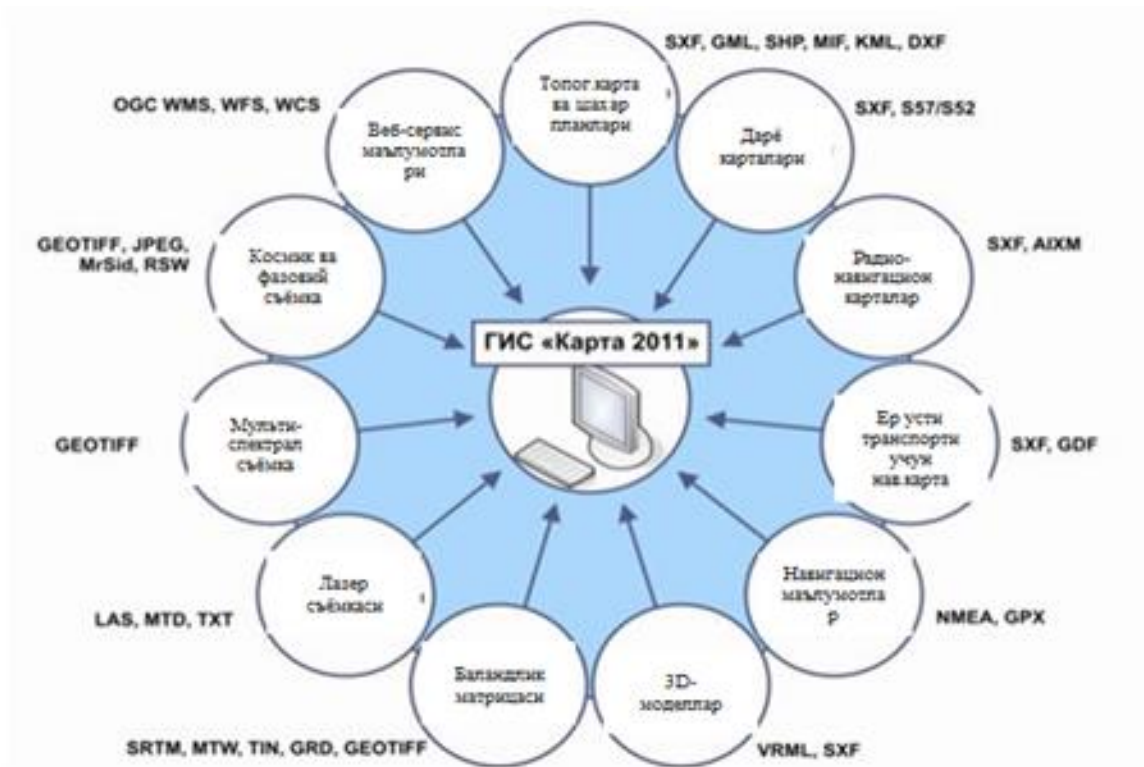 SXF, GML, SHP, MIF, KML, DXF
Топог.карта
ва шахар
планлари
OGC WMS, WFS, WCS
Веб-сервис
маълумотла
ри
SXF, S57/S52
Дарё
карталари
GEOTIFF, JPEG,
MrSid, RSW
Космик ва
фазовий
съёмка
SXF, AIXM
Радио-
навигацион
карталар
ГИС «Карта 2011»
GEOTIFF
Мульти-
спектрал
съёмка
Ер усти
транспорти
учун
нав.карта
SXF, GDF
LAS, MTD, TXT
Лазер
съёмкаси
Навигацион
маълумотла
р
NMEA, GPX
Баландлик
матрицаси
SRTM, MTW, TIN, GRD, GEOTIFF
3D-
моделлар
VRML, SXF